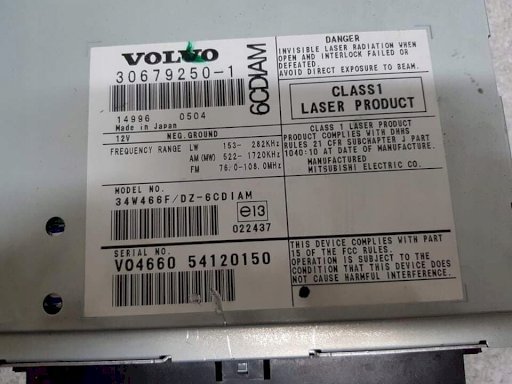 VOLVO
30679250-1
6CDIAM
14996 0504
Made in Japan
12V NEG.GROUND
FREQUENCY RANGE LW 153- 282KHz
AM (MW) 522- 1720KHz
FM 76.0-108.0MHz
MODEL NO.
34W466F/DZ-6CDIAM
e13
022437
SERIAL NO.
V04660 54120150
DANGER
INVISIBLE LASER RADIATION WHEN
OPEN AND INTERLOCK FAILED OR
DEFEATED.
AVOID DIRECT EXPOSURE TO BEAM.
CLASS1
LASER PRODUCT
CLASS 1 LASER PRODUCT
PRODUCT COMPLIES WITH DHHS
RULES 21 CFR SUBCHAPTER J PART
1040:10 AT DATE OF MANUFACTURE.
MANUFACTURED
MITSUBISHI ELECTRIC CO.
THIS DEVICE COMPLIES WITH PART
15 OF THE FCC RULES.
OPERATION IS SUBJECT TO THE
CONDITION THAT THIS DEVICE DOES
NOT CAUSE HARMFUL INTERFERENCE.